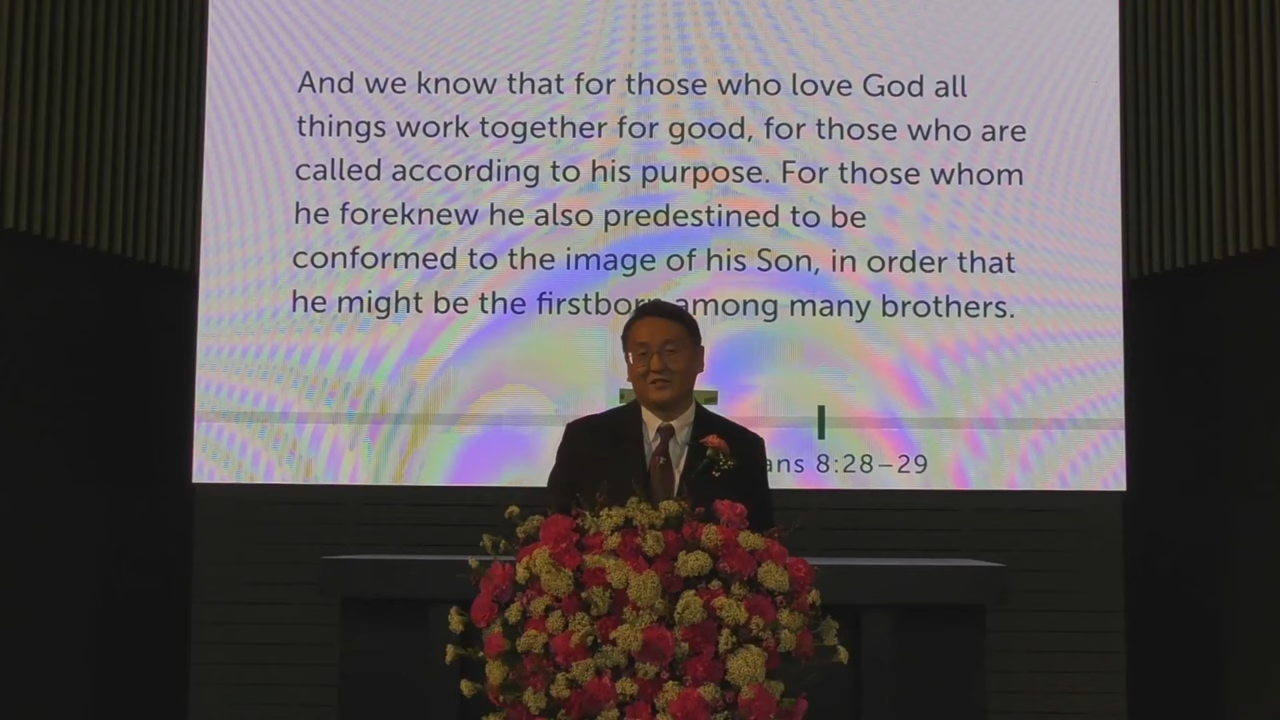 And we know that for those who love God all
things work together for good, for those who are
called according to his purpose. For those whom
he foreknew he also predestined to be
conformed to the image of his Son, in order that
he might be the firstborn among many brothers.
8:28–29